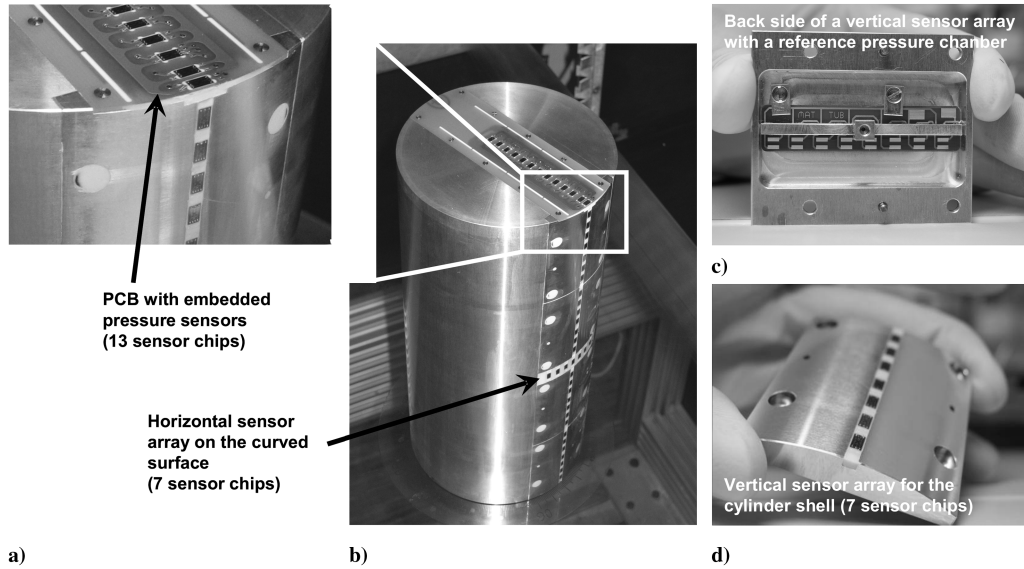 PCB with embedded
pressure sensors
(13 sensor chips)
Horizontal sensor
array on the curved
surface
(7 sensor chips)
a)
b)
Back side of a vertical sensor array
with a reference pressure chanber
MAT TUB
c)
Vertical sensor array for the
cylinder shell (7 sensor chips)
d)